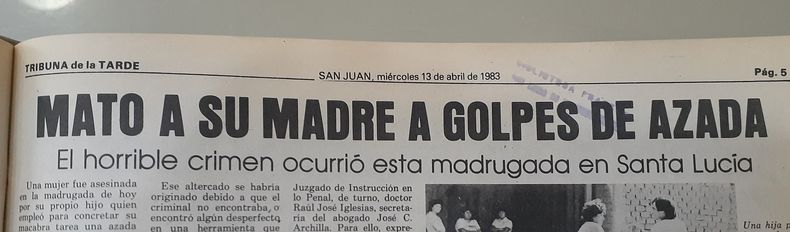 TRIBUNA de la TARDE
SAN JUAN, miércoles 13 de abril de 1983
Pág. 5
MATO A SU MADRE A GOLPES DE AZADA
El horrible crimen ocurrió esta madrugada en Santa Lucía
Una mujer fue asesinada
en la madrugada de hoy
por su propio hijo quien
empleó para concretar su
macabra tarea una azada
Ese altercado se habría
originado debido a que el
criminal no encontraba, o
encontró algún desperfecto,
en una herramienta que
Juzgado de Instrucción en
lo Penal, de turno, doctor
Raúl José Iglesias, secreta-
ría del abogado José C.
Archilla. Para ello, expre-
Una hija p